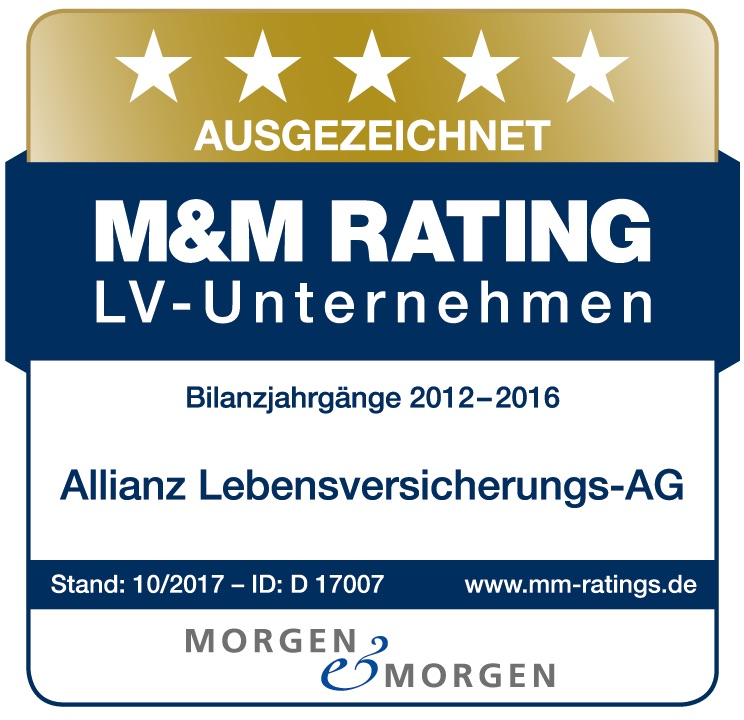 AUSGEZEICHNET
M&M RATING
LV-Unternehmen
Bilanzjahrgänge 2012–2016
Allianz Lebensversicherungs-AG
Stand: 10/2017 – ID: D 17007 www.mm-ratings.de
MORGEN
& MORGEN